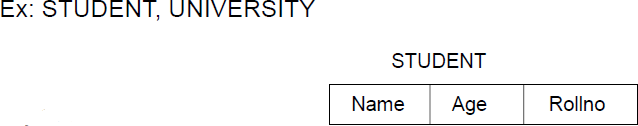 Ex: STUDENT, UNIVERSITY
STUDENT
Name Age Rollno